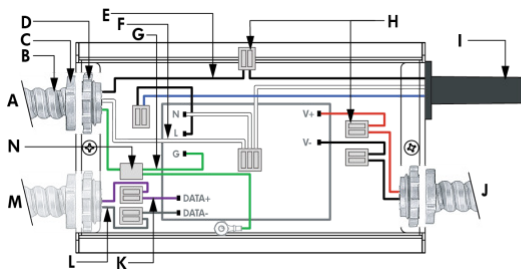 D E F G H I
C
B
A
N V+
L
G V-
N
M J
DATA+
DATA-
L K